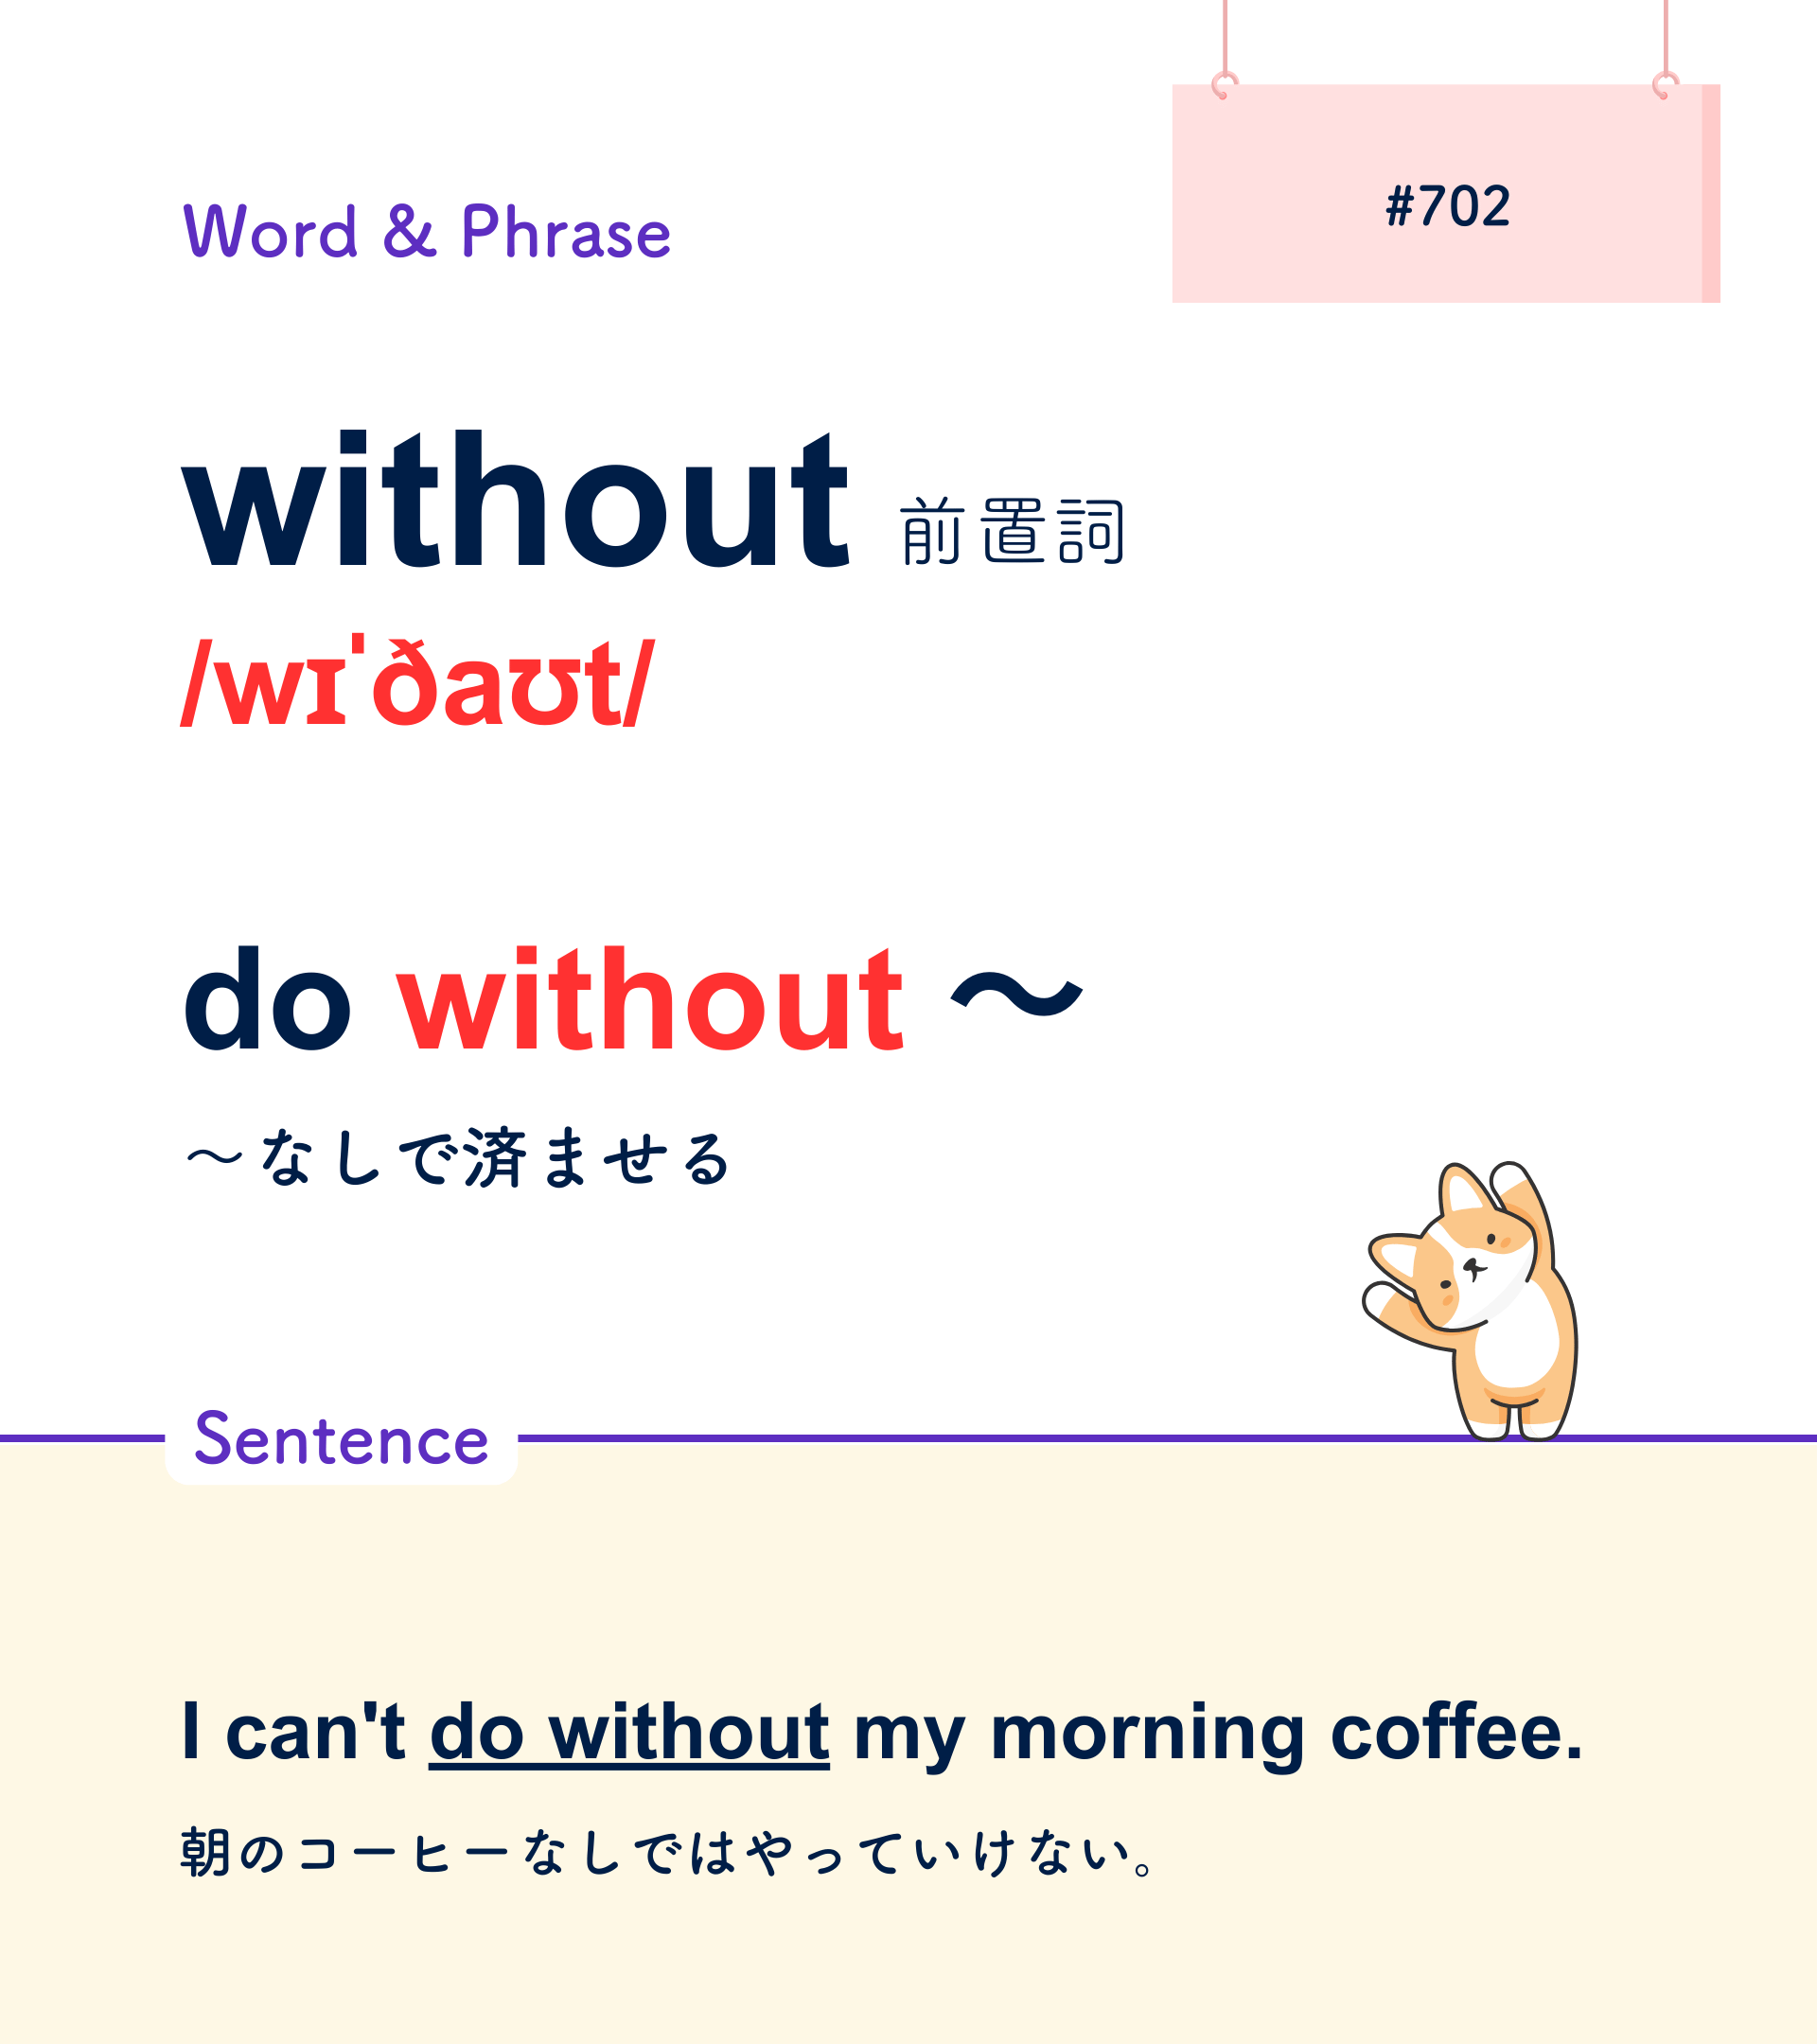 Word & Phrase
#702
without 前置詞
/wɪˈðaʊt/
do without 〜
〜なしで済ませる
Sentence
I can't do without my morning coffee.
朝のコーヒーなしではやっていけない。